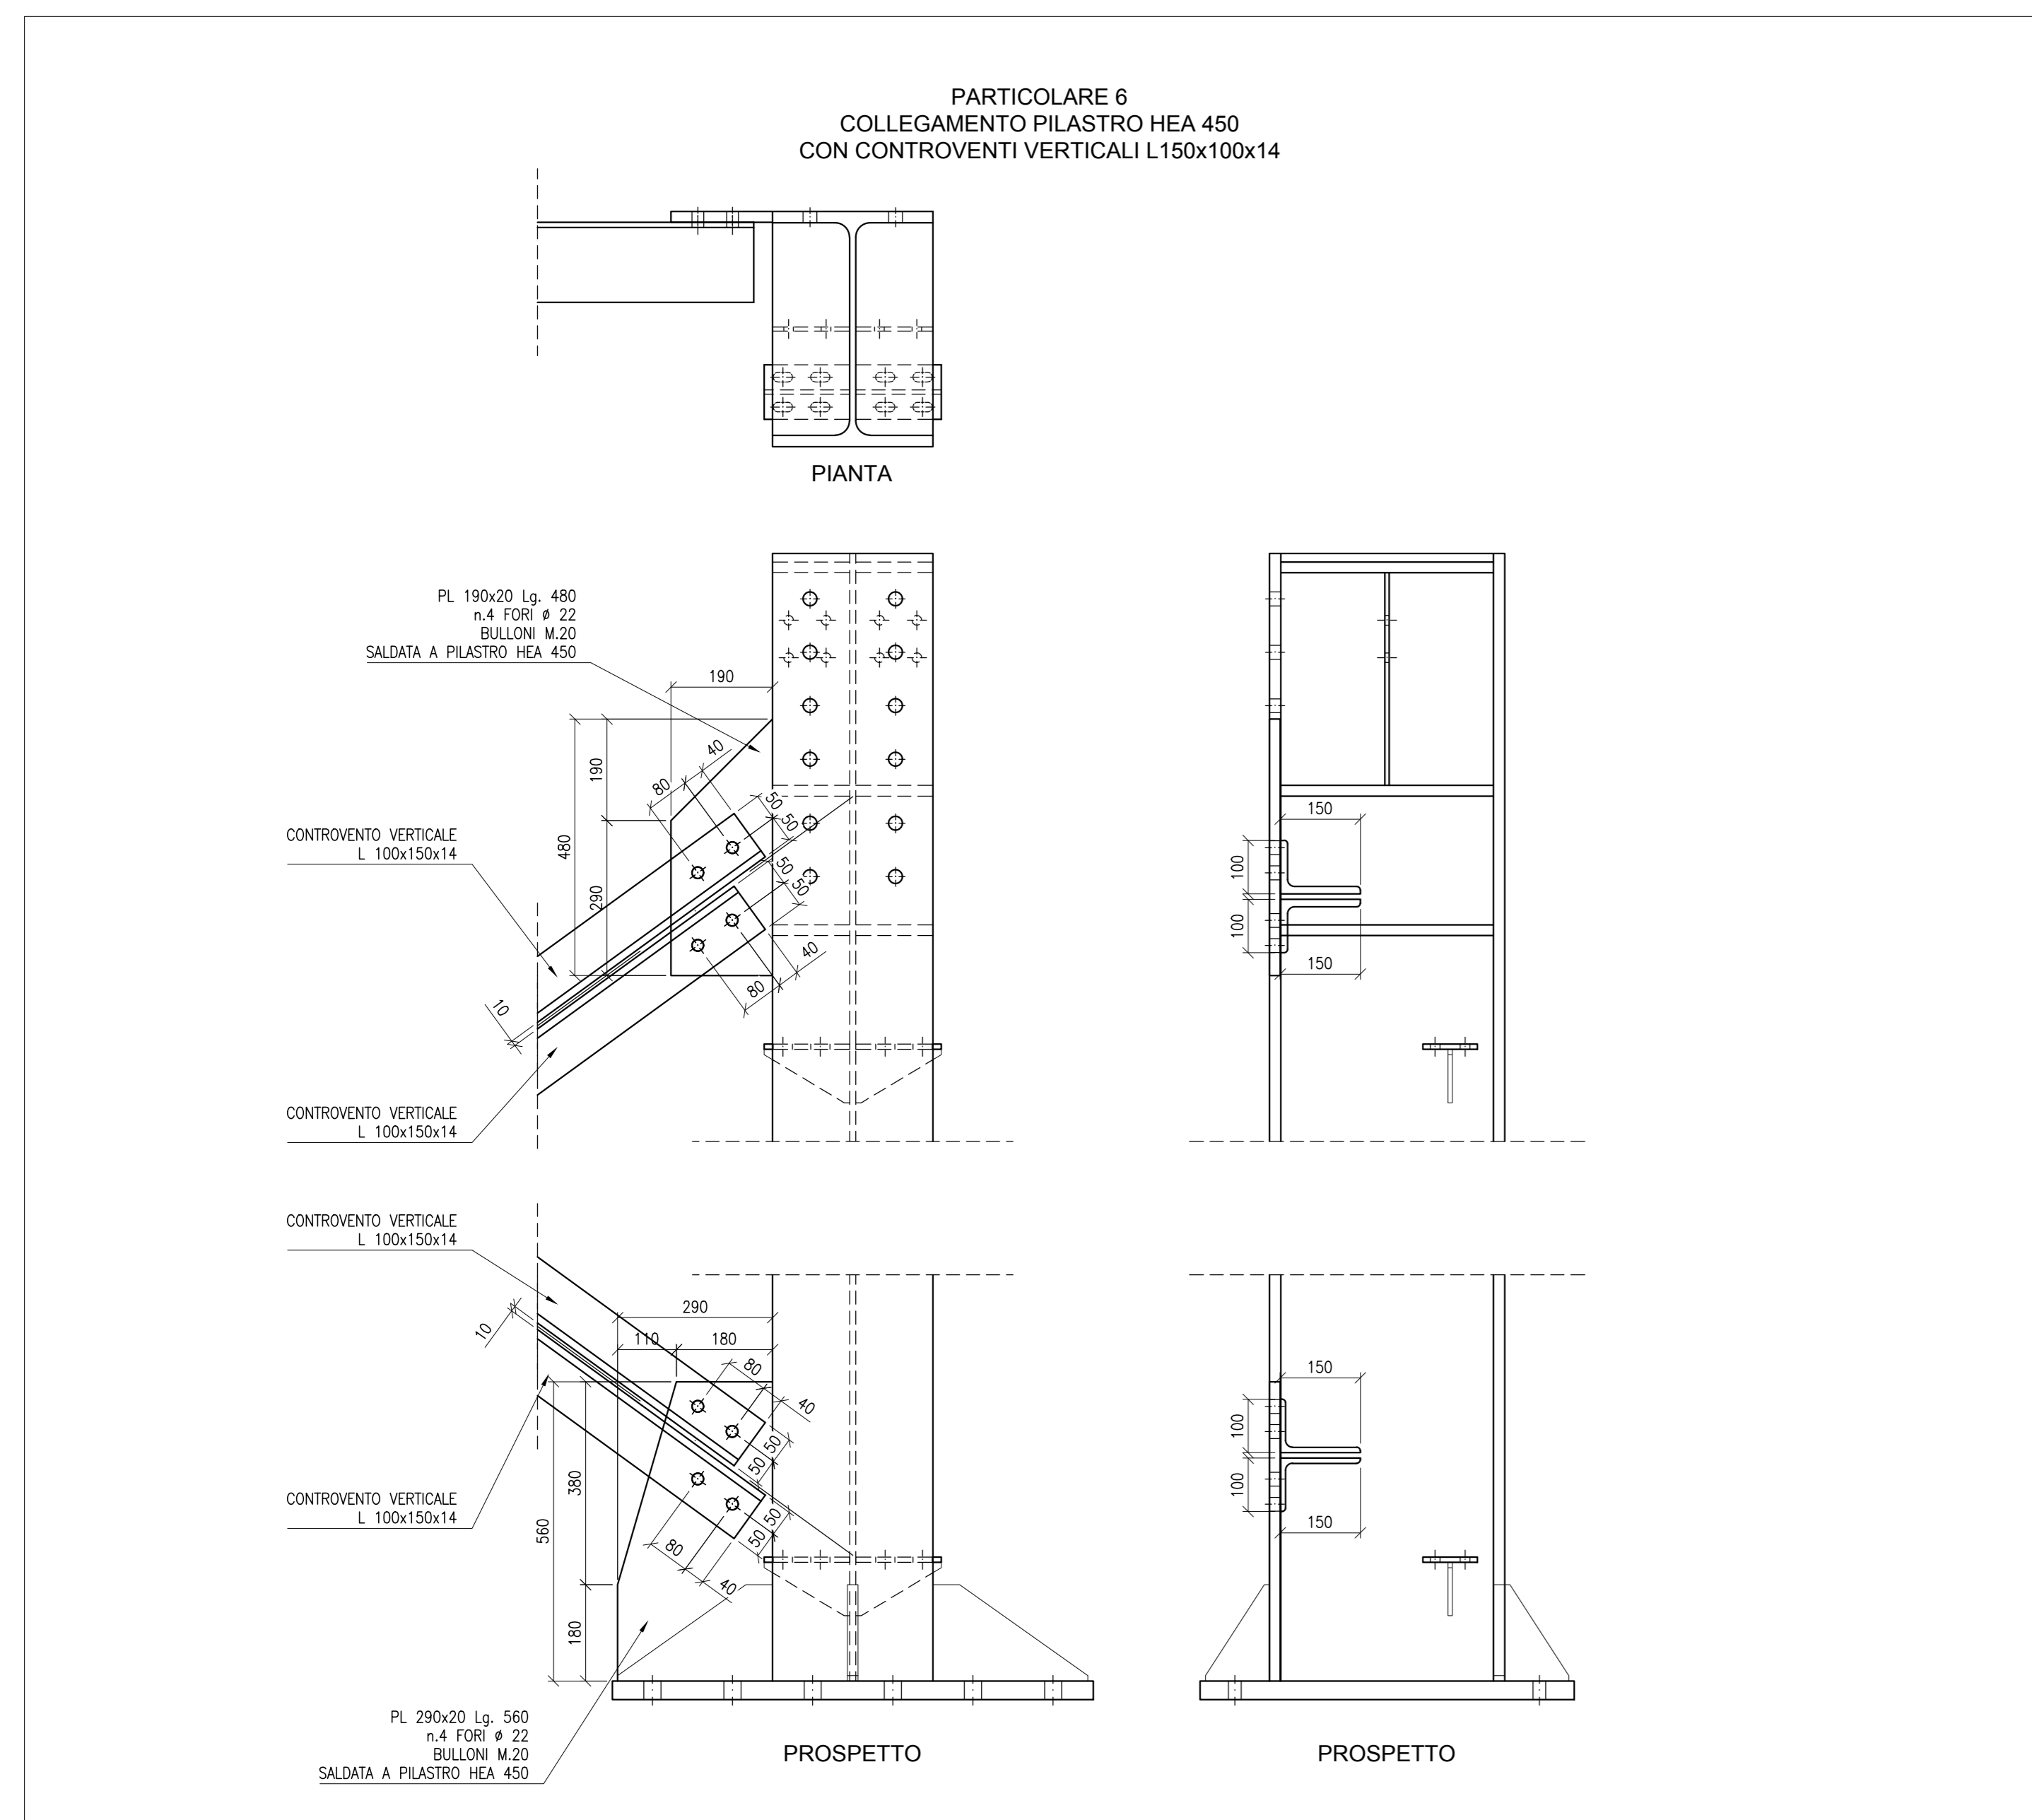 PARTICOLARE 6
COLLEGAMENTO PILASTRO HEA 450
CON CONTROVENTI VERTICALI L150x100x14
PIANTA
PL 190x20 Lg. 480
n.4 FORI ø 22
BULLONI M.20
SALDATA A PILASTRO HEA 450
190
40
80
190
50
50
480
290
50
50
40
80
10
CONTROVENTO VERTICALE
L 100x150x14
CONTROVENTO VERTICALE
L 100x150x14
150
100
100
150
CONTROVENTO VERTICALE
L 100x150x14
10
290
110
180
80
40
50
50
380
560
50
50
80
40
180
CONTROVENTO VERTICALE
L 100x150x14
150
100
100
150
PL 290x20 Lg. 560
n.4 FORI ø 22
BULLONI M.20
SALDATA A PILASTRO HEA 450
PROSPETTO
PROSPETTO